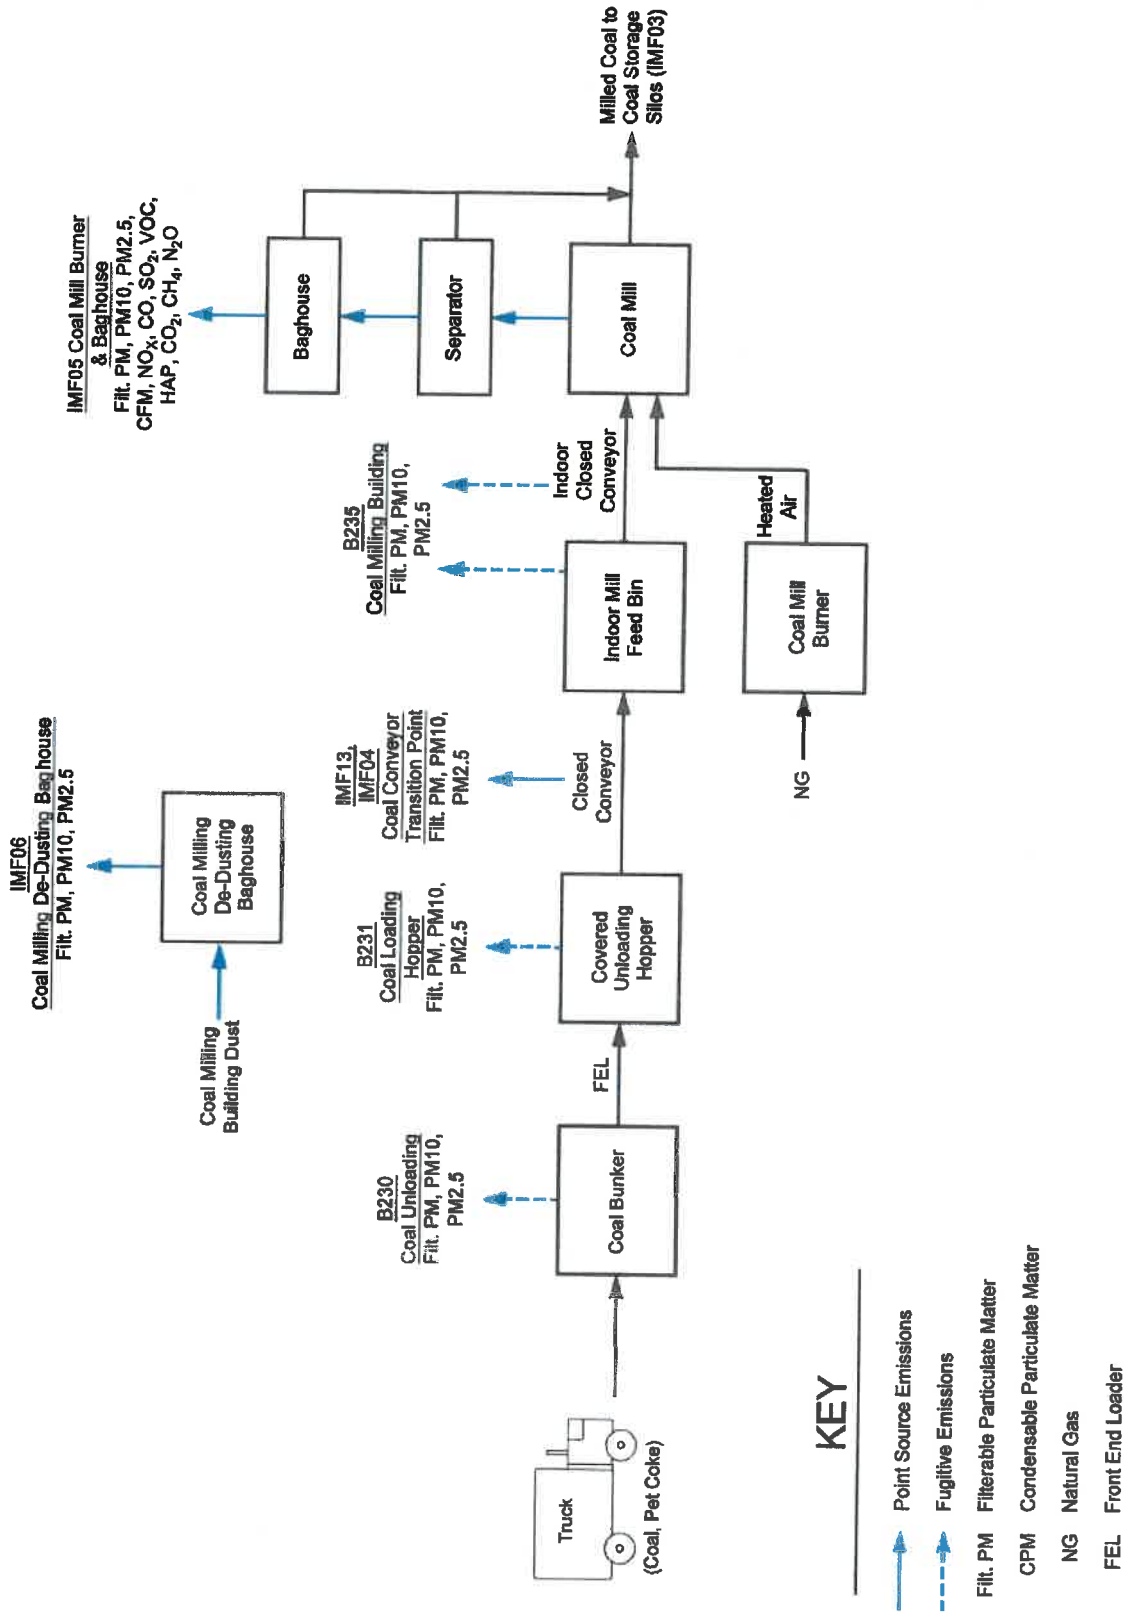 IMF06
Coal Milling De-Dusting Baghouse
Filt. PM, PM10, PM2.5
Coal Milling
Building Dust
Coal Milling
De-Dusting
Baghouse
IMF05 Coal Mill Burner
& Baghouse
Filt. PM, PM10, PM2.5,
CFM, NOX, CO, SO2, VOC,
HAP, CO2, CH4, N2O
B230
Coal Unloading
Filt. PM, PM10,
PM2.5
B231
Coal Loading
Hopper
Filt. PM, PM10,
PM2.5
IMF13,
IMF04
Coal Conveyor
Transition Point
Filt. PM, PM10,
PM2.5
B235
Coal Milling Building
Filt. PM, PM10,
PM2.5
Baghouse
Separator
Truck
(Coal, Pet Coke)
Coal Bunker
FEL
Covered
Unloading
Hopper
Closed
Conveyor
Indoor Mill
Feed Bin
Indoor
Closed
Conveyor
Coal Mill
Milled Coal to
Coal Storage
Silos (IMF03)
NG
Coal Mill
Burner
Heated
Air
KEY
Point Source Emissions
Fugitive Emissions
Filt. PM Filterable Particulate Matter
CPM Condensable Particulate Matter
NG Natural Gas
FEL Front End Loader